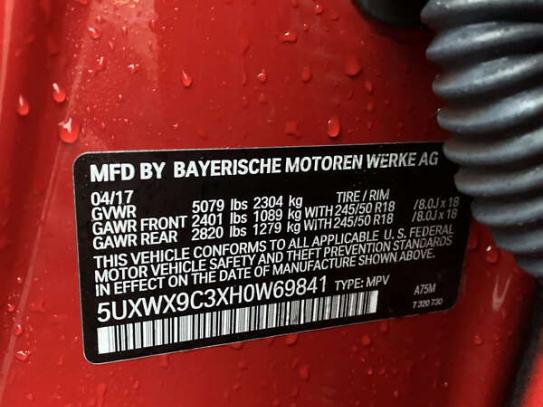 MFD BY BAYERISCHE MOTOREN WERKE AG
04/17 TIRE / RIM
GVWR 5079 lbs 2304 kg
GAWR FRONT 2401 lbs 1089 kg WITH 245/50 R18 /8.0J x 18
GAWR REAR 2820 lbs 1279 kg WITH 245/50 R18 /8.0J x 18
THIS VEHICLE CONFORMS TO ALL APPLICABLE U. S. FEDERAL
MOTOR VEHICLE SAFETY AND THEFT PREVENTION STANDARDS
IN EFFECT ON THE DATE OF MANUFACTURE SHOWN ABOVE.
5UXWX9C3XH0W69841 TYPE: MPV A75M
T 320 730